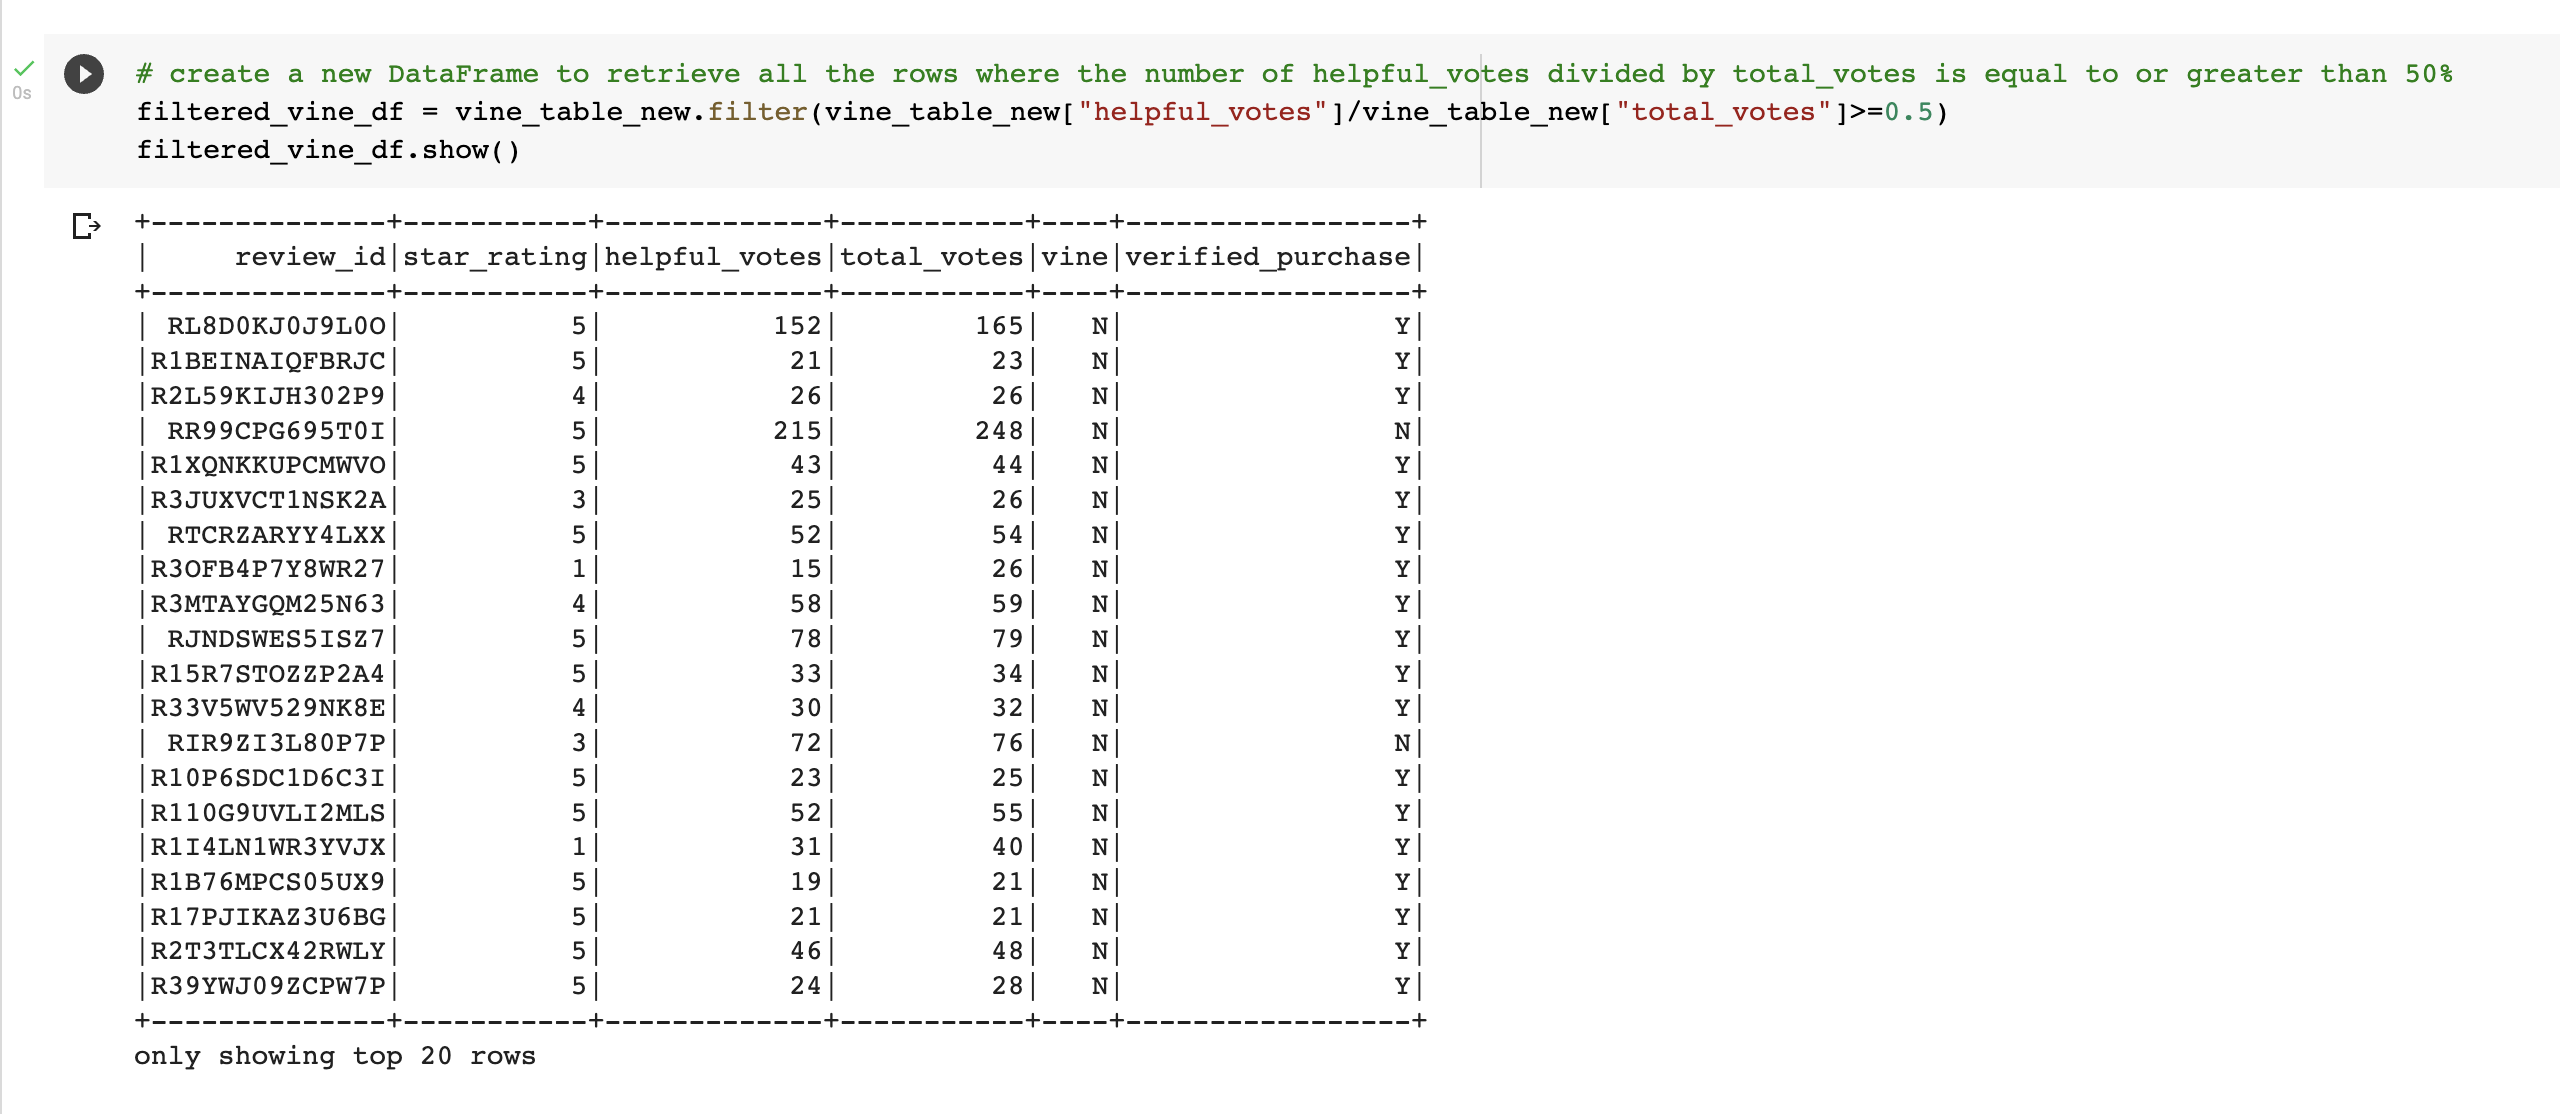 # create a new DataFrame to retrieve all the rows where the number of helpful_votes divided by total_votes is equal to or greater than 50%
filtered_vine_df = vine_table_new.filter(vine_table_new["helpful_votes"]/vine_table_new["total_votes"]>=0.5)
0s
filtered_vine_df.show()
+--------------+-----------+-------------+-----------+----+-----------------+
|     review_id|star_rating|helpful_votes|total_votes|vine|verified_purchase|
+--------------+-----------+-------------+-----------+----+-----------------+
| RL8D0KJ0J9L0O|          5|          152|        165|   N|                Y|
|R1BEINAIQFBRJC|          5|           21|         23|   N|                Y|
|R2L59KIJH302P9|          4|           26|         26|   N|                Y|
| RR99CPG695T0I|          5|          215|        248|   N|                N|
|R1XQNKKUPCMWVO|          5|           43|         44|   N|                Y|
|R3JUXVCT1NSK2A|          3|           25|         26|   N|                Y|
| RTCRZARYY4LXX|          5|           52|         54|   N|                Y|
|R3OFB4P7Y8WR27|          1|           15|         26|   N|                Y|
|R3MTAYGQM25N63|          4|           58|         59|   N|                Y|
| RJNDSWES5ISZ7|          5|           78|         79|   N|                Y|
|R15R7STOZZP2A4|          5|           33|         34|   N|                Y|
|R33V5WV529NK8E|          4|           30|         32|   N|                Y|
| RIR9ZI3L80P7P|          3|           72|         76|   N|                N|
|R10P6SDC1D6C3I|          5|           23|         25|   N|                Y|
|R110G9UVLI2MLS|          5|           52|         55|   N|                Y|
|R1I4LN1WR3YVJX|          1|           31|         40|   N|                Y|
|R1B76MPCS05UX9|          5|           19|         21|   N|                Y|
|R17PJIKAZ3U6BG|          5|           21|         21|   N|                Y|
|R2T3TLCX42RWLY|          5|           46|         48|   N|                Y|
|R39YWJ09ZCPW7P|          5|           24|         28|   N|                Y|
+--------------+-----------+-------------+-----------+----+-----------------+
only showing top 20 rows